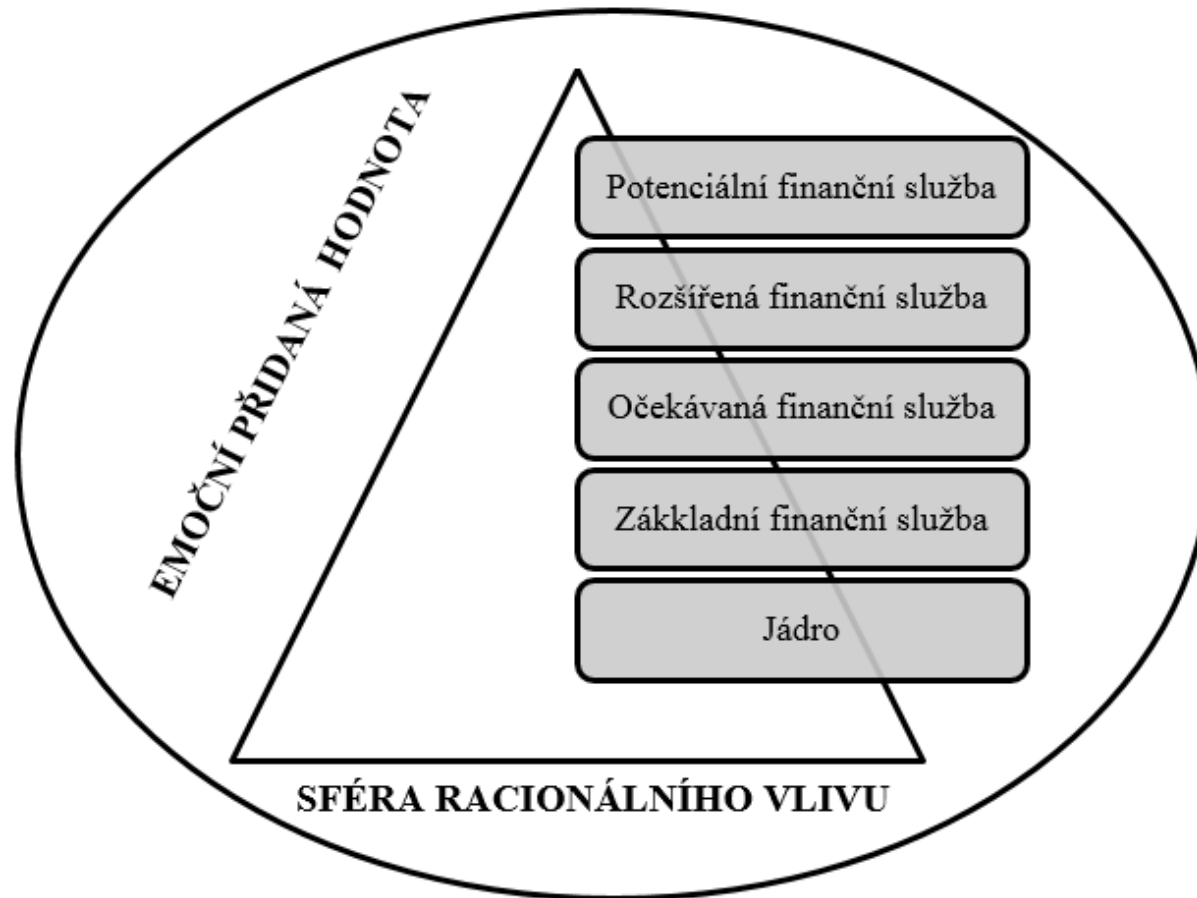 EMOČNÍ PŘIDANÁ HODNOTA
Potenciální finanční služba
Rozšířená finanční služba
Očekávaná finanční služba
Zákkladní finanční služba
Jádro
SFÉRA RACIONÁLNÍHO VLIVU